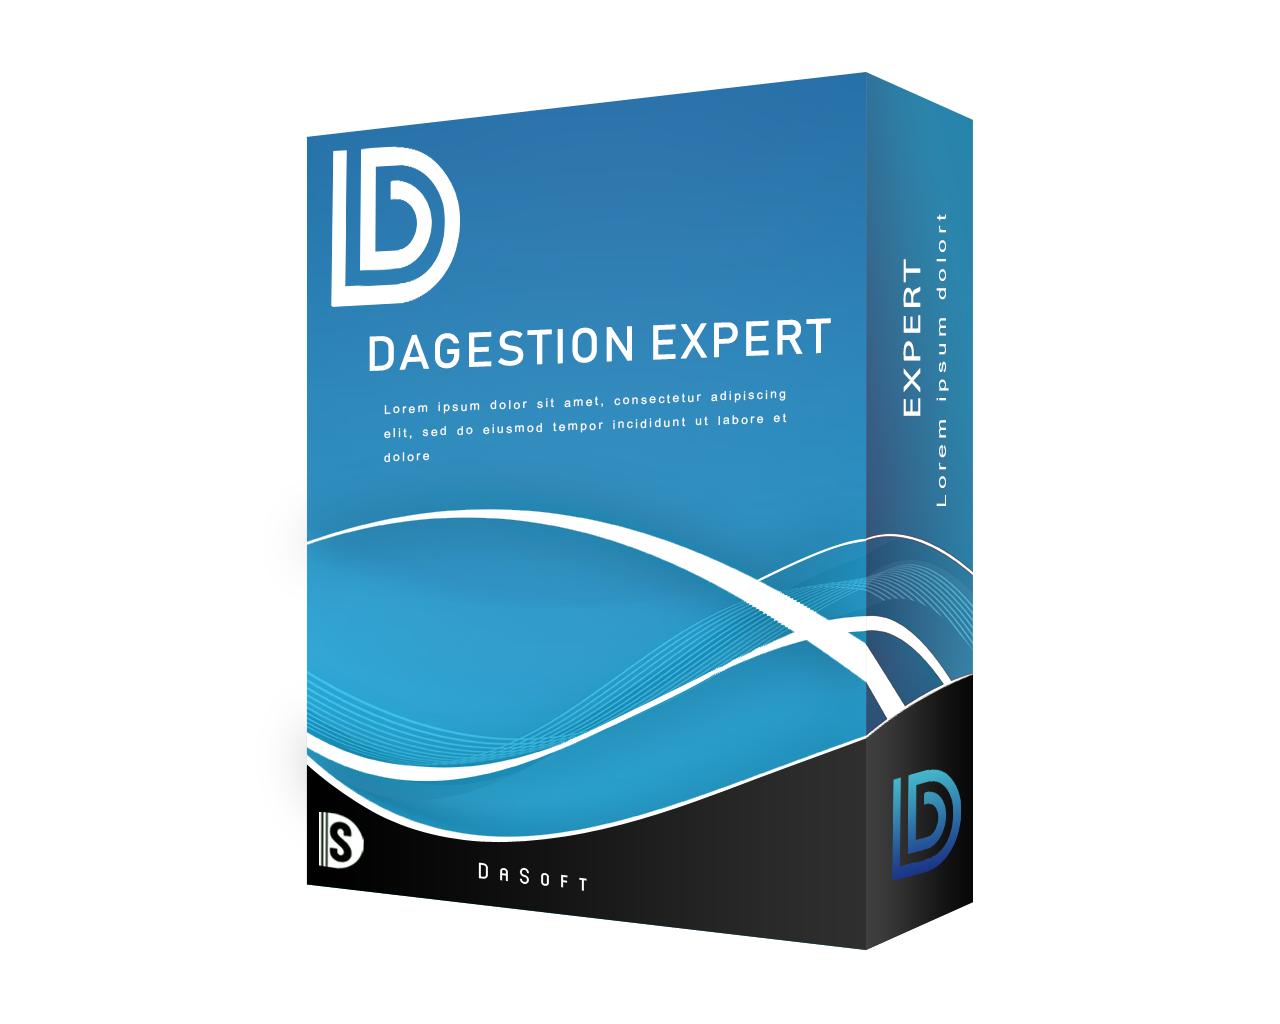 DAGESTION EXPERT
Lorem ipsum dolor sit amet, consectetur adipiscing
elit, sed do eiusmod tempor incididunt ut labore et
dolore
DS
DaSoft
EXPERT
Lorem ipsum dolort
D